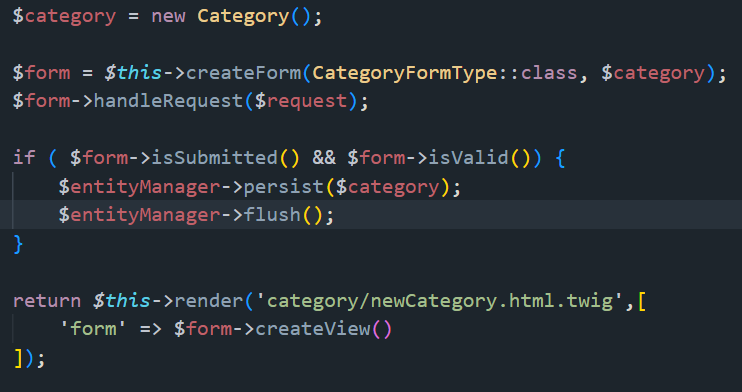 $category = new Category();
$form = $this->createForm(CategoryFormType::class, $category);
$form->handleRequest($request);
if ( $form->isSubmitted() && $form->isValid()) {
$entityManager->persist($category);
$entityManager->flush();
}
return $this->render('category/newCategory.html.twig',[
'form' => $form->createView()
]);